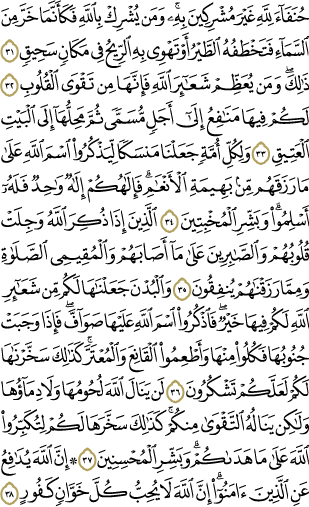 حُنَفَآءَ لِلَّهِ غَيۡرَ مُشۡرِكِينَ بِهِۦۚ وَمَن يُشۡرِكۡ بِٱللَّهِ فَكَأَنَّمَا خَرَّ مِنَ
ٱلسَّمَآءِ فَتَخۡطَفُهُ ٱلطَّيۡرُ أَوۡ تَهۡوِي بِهِ ٱلرِّيحُ فِي مَكَانٖ سَحِيقٖ ٣١
ذَٰلِكَۖ وَمَن يُعَظِّمۡ شَعَٰٓئِرَ ٱللَّهِ فَإِنَّهَا مِن تَقۡوَى ٱلۡقُلُوبِ ٣٢
لَكُمۡ فِيهَا مَنَٰفِعُ إِلَىٰٓ أَجَلٖ مُّسَمّٗى ثُمَّ مَحِلُّهَآ إِلَى ٱلۡبَيۡتِ
ٱلۡعَتِيقِ ٣٣ وَلِكُلِّ أُمَّةٖ جَعَلۡنَا مَنسَكٗا لِّيَذۡكُرُواْ ٱسۡمَ ٱللَّهِ عَلَىٰ
مَا رَزَقَهُم مِّنۢ بَهِيمَةِ ٱلۡأَنۡعَٰمِۗ فَإِلَٰهُكُمۡ إِلَٰهٞ وَٰحِدٞ فَلَهُۥٓ
أَسۡلِمُواْۗ وَبَشِّرِ ٱلۡمُخۡبِتِينَ ٣٤ ٱلَّذِينَ إِذَا ذُكِرَ ٱللَّهُ وَجِلَتۡ
قُلُوبُهُمۡ وَٱلصَّٰبِرِينَ عَلَىٰ مَآ أَصَابَهُمۡ وَٱلۡمُقِيمِي ٱلصَّلَوٰةِ
وَمِمَّا رَزَقۡنَٰهُمۡ يُنفِقُونَ ٣٥ وَٱلۡبُدۡنَ جَعَلۡنَٰهَا لَكُم مِّن شَعَٰٓئِرِ
ٱللَّهِ لَكُمۡ فِيهَا خَيۡرٞۖ فَٱذۡكُرُواْ ٱسۡمَ ٱللَّهِ عَلَيۡهَا صَوَآفَّۖ فَإِذَا وَجَبَتۡ
جُنُوبُهَا فَكُلُواْ مِنۡهَا وَأَطۡعِمُواْ ٱلۡقَانِعَ وَٱلۡمُعۡتَرَّۚ كَذَٰلِكَ سَخَّرۡنَٰهَا
لَكُمۡ لَعَلَّكُمۡ تَشۡكُرُونَ ٣٦ لَن يَنَالَ ٱللَّهَ لُحُومُهَا وَلَا دِمَآؤُهَا
وَلَٰكِن يَنَالُهُ ٱلتَّقۡوَىٰ مِنكُمۡۚ كَذَٰلِكَ سَخَّرَهَا لَكُمۡ لِتُكَبِّرُواْ
ٱللَّهَ عَلَىٰ مَا هَدَىٰكُمۡۗ وَبَشِّرِ ٱلۡمُحۡسِنِينَ ٣٧ ۞ إِنَّ ٱللَّهَ يُدَٰفِعُ
عَنِ ٱلَّذِينَ ءَامَنُوٓاْۗ إِنَّ ٱللَّهَ لَا يُحِبُّ كُلَّ خَوَّانٖ كَفُورٍ ٣٨